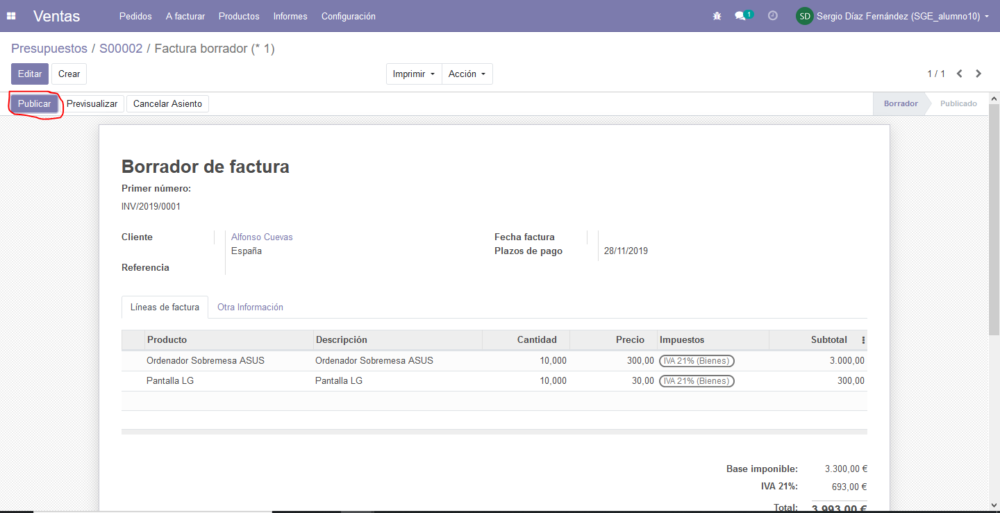 Ventas Pedidos A facturar Productos Informes Configuración 1 SD Sergio Díaz Fernández (SGE_alumno10)
Presupuestos / S00002 / Factura borrador (* 1)
Editar Crear Imprimir Acción 1 / 1
Publicar Previsualizar Cancelar Asiento Borrador Publicado
Borrador de factura
Primer número:
INV/2019/0001
Cliente Alfonso Cuevas Fecha factura
España Plazos de pago 28/11/2019
Referencia
Líneas de factura Otra Información
Producto Descripción Cantidad Precio Impuestos Subtotal
Ordenador Sobremesa ASUS Ordenador Sobremesa ASUS 10,000 300,00 IVA 21% (Bienes) 3.000,00
Pantalla LG Pantalla LG 10,000 30,00 IVA 21% (Bienes) 300,00
Base imponible: 3.300,00 €
IVA 21%: 693,00 €
Total: 3.993,00 €